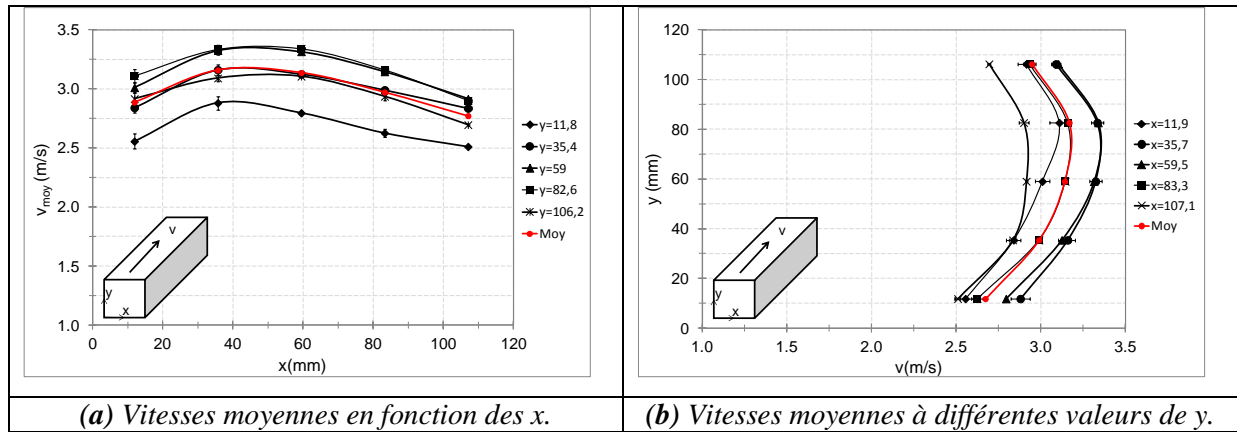 3.5
3.0
2.5
2.0
1.5
1.0
v_moy (m/s)
0 20 40 60 80 100 120
x(mm)
y=11,8
y=35,4
y=59
y=82,6
y=106,2
Moy
v
y
x
120
100
80
60
40
20
0
y (mm)
1.0 1.5 2.0 2.5 3.0 3.5
v(m/s)
x=11,9
x=35,7
x=59,5
x=83,3
x=107,1
Moy
v
y
x
(a) Vitesses moyennes en fonction des x.
(b) Vitesses moyennes à différentes valeurs de y.